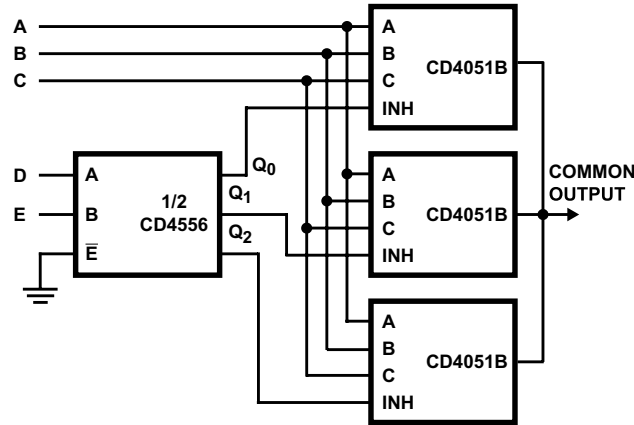 A
B
C
A
B
C
INH
CD4051B
D
E
A
B
E̅
1/2
CD4556
Q0
Q1
Q2
A
B
C
INH
CD4051B
COMMON
OUTPUT
A
B
C
INH
CD4051B